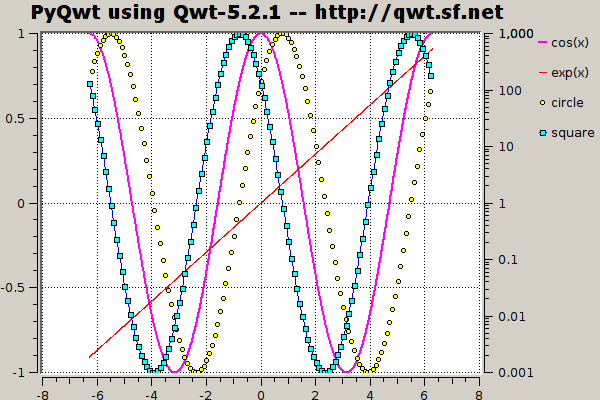 PyQwt using Qwt-5.2.1 -- http://qwt.sf.net
1
0.5
0
-0.5
-1
1,000
100
10
1
0.1
0.01
0.001
cos(x)
exp(x)
circle
square
-8 -6 -4 -2 0 2 4 6 8